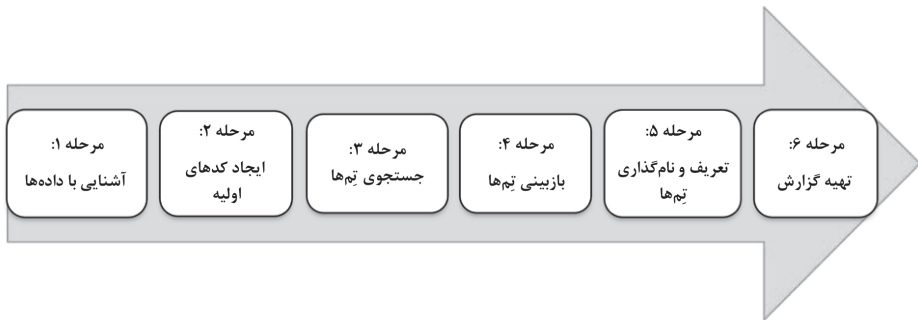 مرحله ۱:
آشنایی با داده‌ها
مرحله ۲:
ایجاد کدهای
اولیه
مرحله ۳:
جستجوی تِم‌ها
مرحله ۴:
بازبینی تِم‌ها
مرحله ۵:
تعریف و نام‌گذاری
تِم‌ها
مرحله ۶:
تهیه گزارش